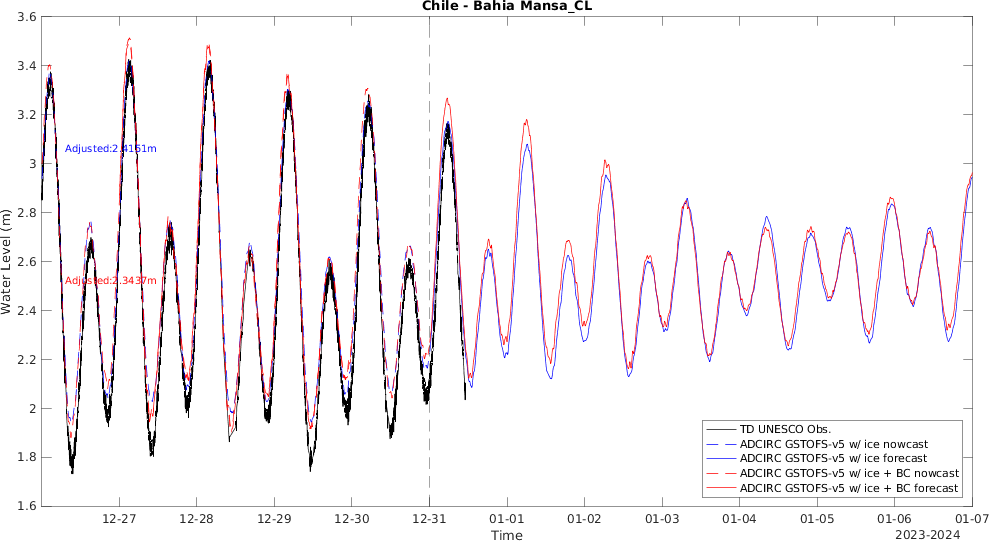 Chile - Bahia Mansa_CL
3.6
3.4
3.2
3
2.8
2.6
2.4
2.2
2
1.8
1.6
Water Level (m)
Adjusted:2.4161m
Adjusted:2.3437m
TD UNESCO Obs.
ADCIRC GSTOFS-v5 w/ ice nowcast
ADCIRC GSTOFS-v5 w/ ice forecast
ADCIRC GSTOFS-v5 w/ ice + BC nowcast
ADCIRC GSTOFS-v5 w/ ice + BC forecast
12-27 12-28 12-29 12-30 12-31 01-01 01-02 01-03 01-04 01-05 01-06 01-07
Time
2023-2024